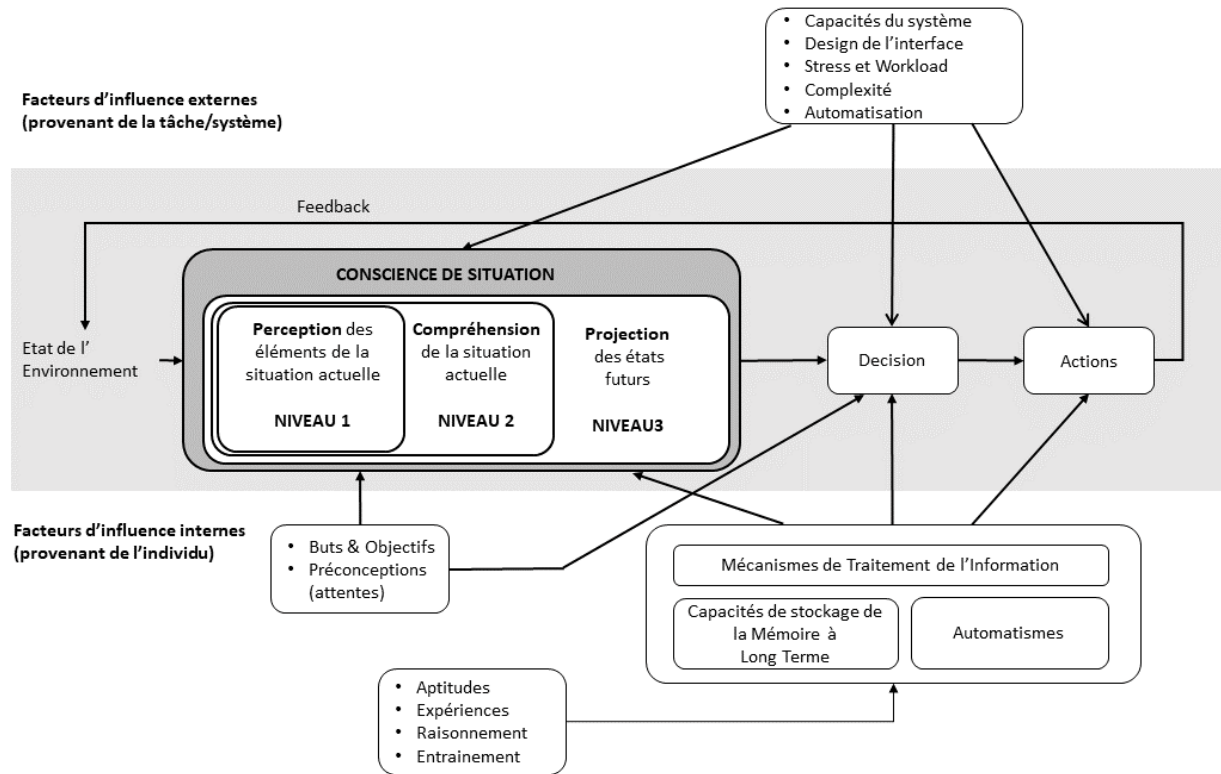 • Capacités du système
• Design de l'interface
• Stress et Workload
• Complexité
• Automatisation
Facteurs d'influence externes
(provenant de la tâche/système)
Feedback
CONSCIENCE DE SITUATION
Perception des
éléments de la
situation actuelle
NIVEAU 1
Compréhension
de la situation
actuelle
NIVEAU 2
Projection
des états
futurs
NIVEAU3
Etat de l'
Environnement
Decision
Actions
Facteurs d'influence internes
(provenant de l'individu)
• Buts & Objectifs
• Préconceptions
(attentes)
Mécanismes de Traitement de l'Information
Capacités de stockage de
la Mémoire à
Long Terme
Automatismes
• Aptitudes
• Expériences
• Raisonnement
• Entrainement